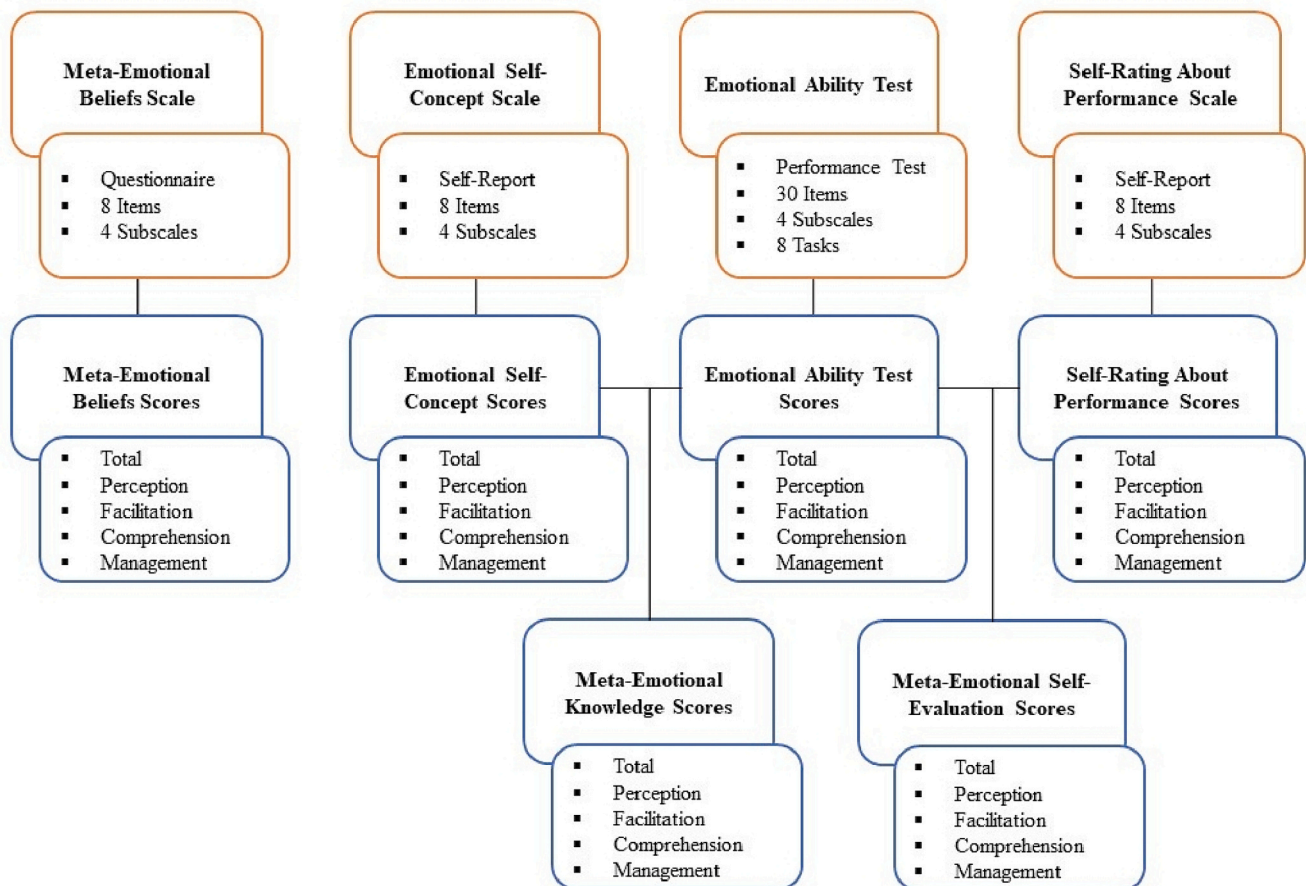 Meta-Emotional
Beliefs Scale
▪ Questionnaire
▪ 8 Items
▪ 4 Subscales
Emotional Self-
Concept Scale
▪ Self-Report
▪ 8 Items
▪ 4 Subscales
Emotional Ability Test
▪ Performance Test
▪ 30 Items
▪ 4 Subscales
▪ 8 Tasks
Self-Rating About
Performance Scale
▪ Self-Report
▪ 8 Items
▪ 4 Subscales
Meta-Emotional
Beliefs Scores
▪ Total
▪ Perception
▪ Facilitation
▪ Comprehension
▪ Management
Emotional Self-
Concept Scores
▪ Total
▪ Perception
▪ Facilitation
▪ Comprehension
▪ Management
Emotional Ability Test
Scores
▪ Total
▪ Perception
▪ Facilitation
▪ Comprehension
▪ Management
Self-Rating About
Performance Scores
▪ Total
▪ Perception
▪ Facilitation
▪ Comprehension
▪ Management
Meta-Emotional
Knowledge Scores
▪ Total
▪ Perception
▪ Facilitation
▪ Comprehension
▪ Management
Meta-Emotional Self-
Evaluation Scores
▪ Total
▪ Perception
▪ Facilitation
▪ Comprehension
▪ Management